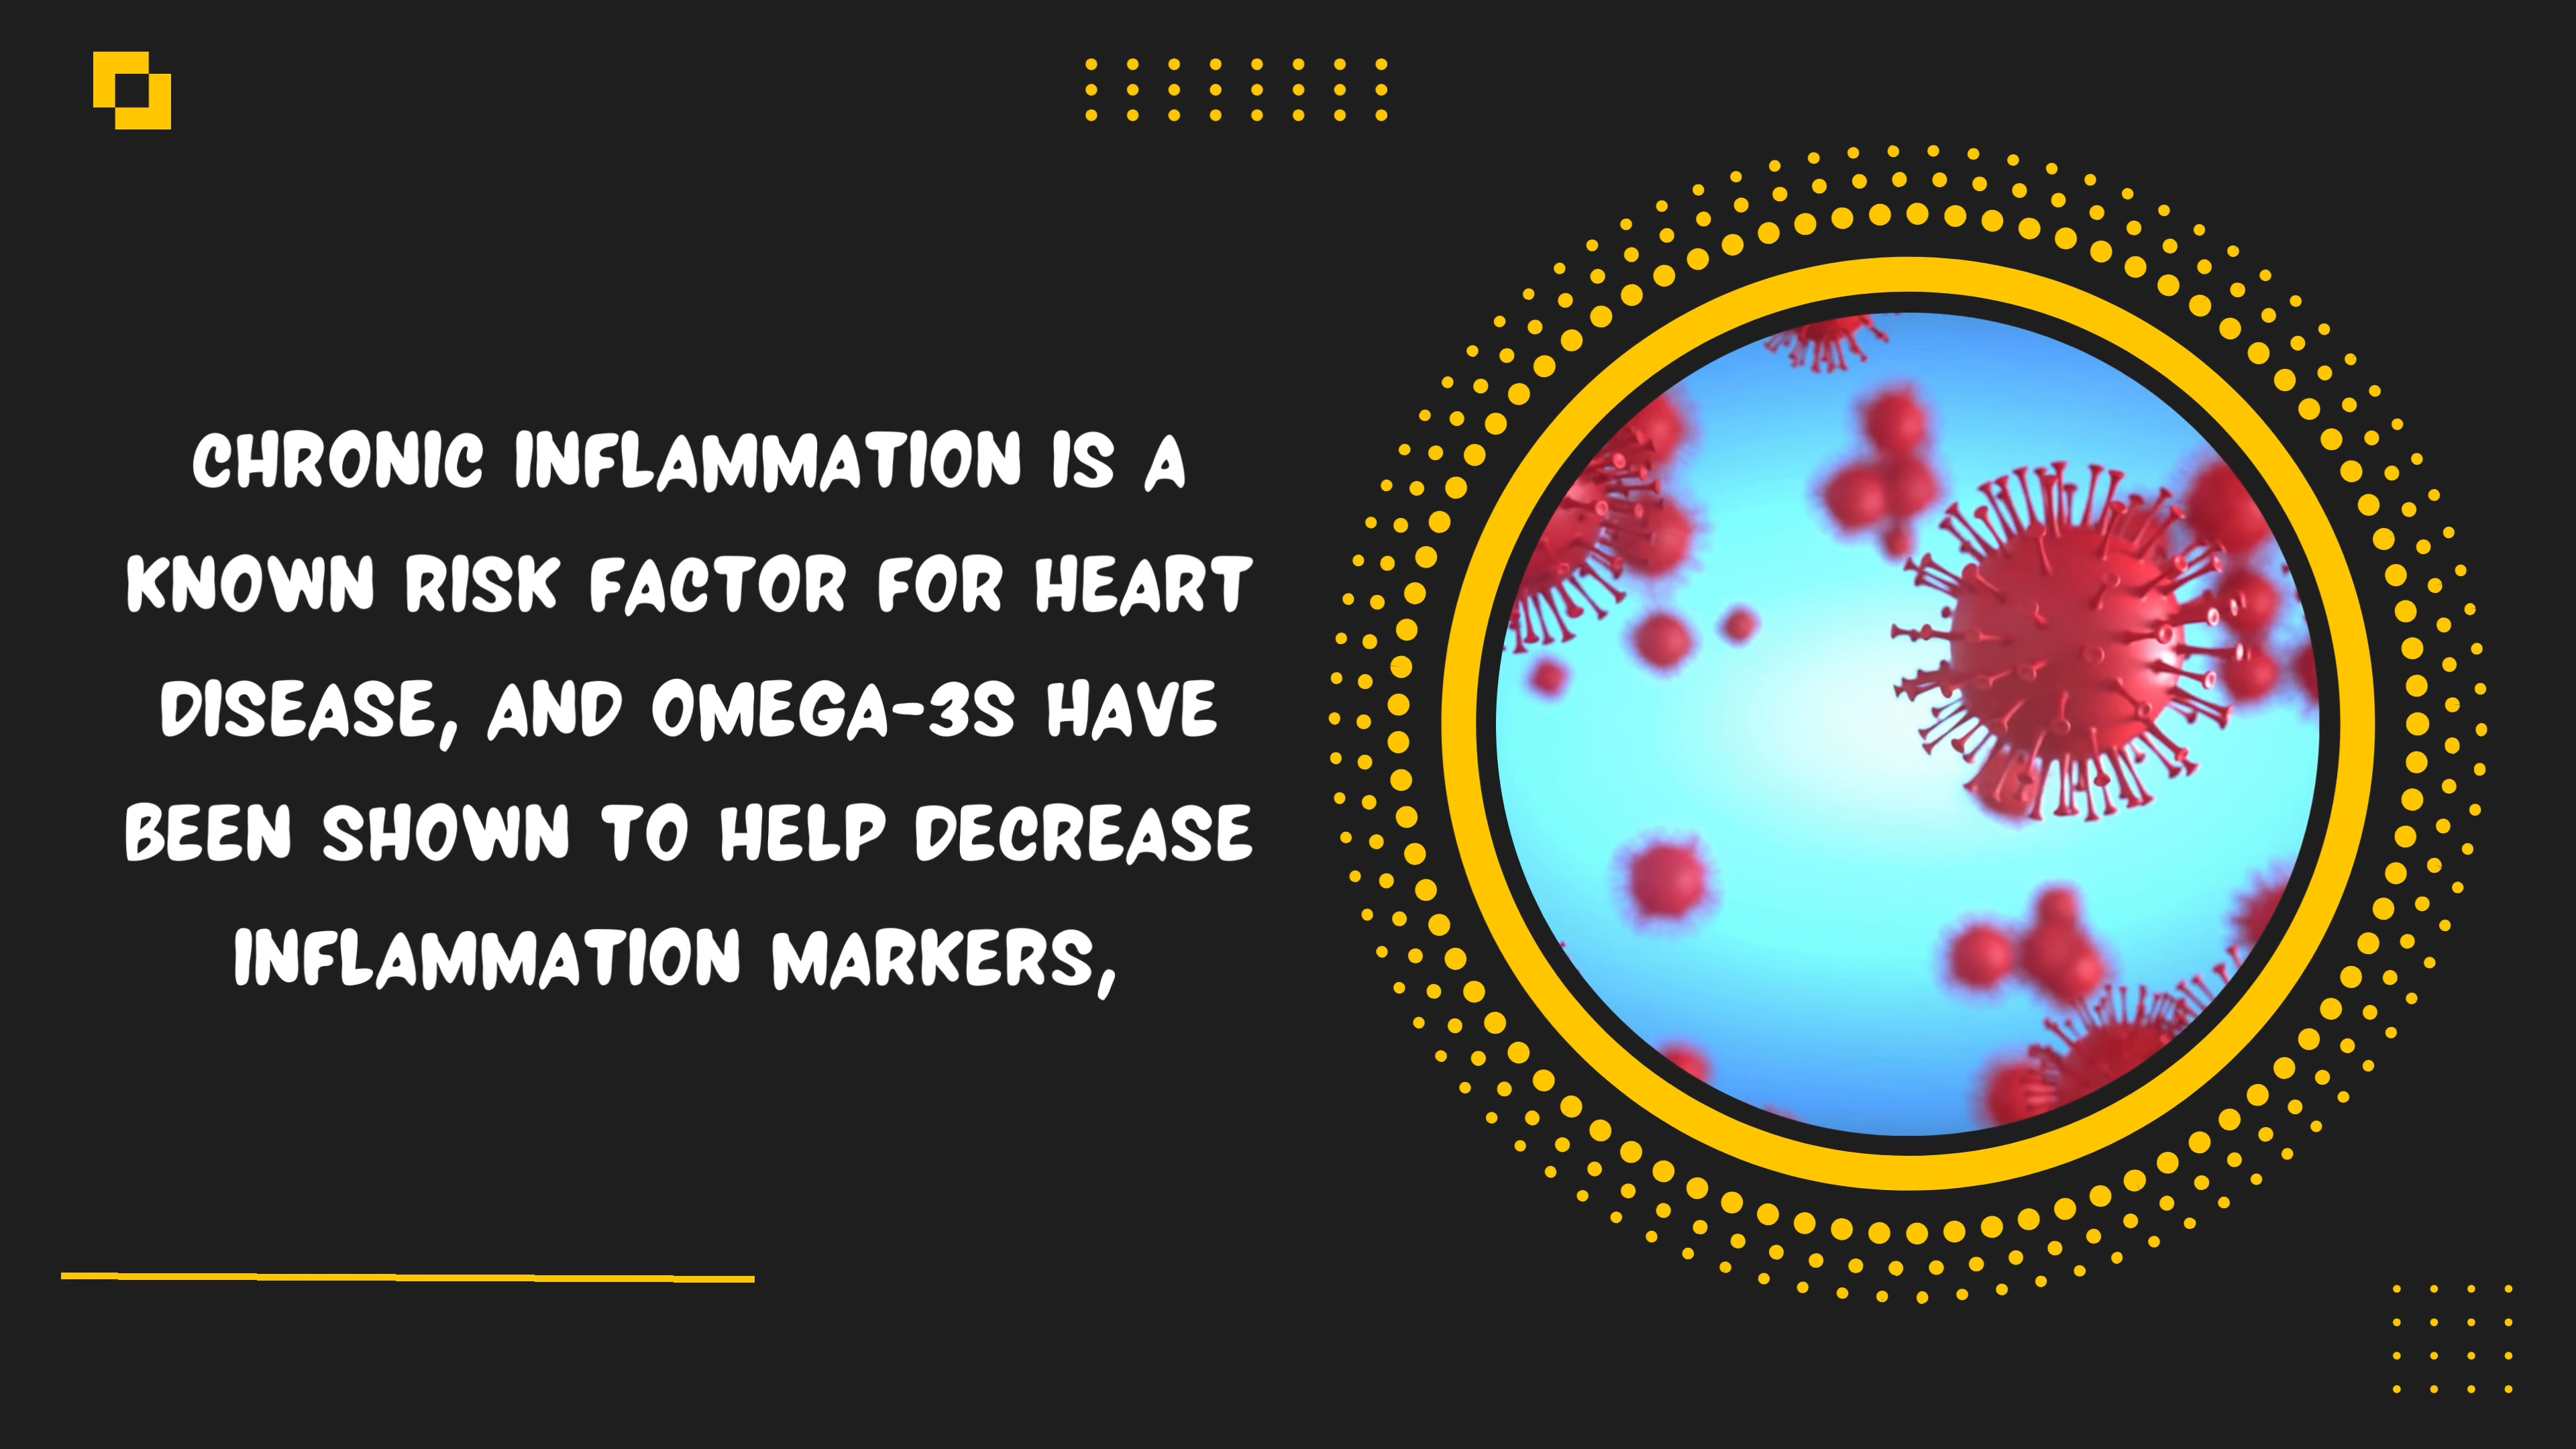 CHRONIC INFLAMMATION IS A
KNOWN RISK FACTOR FOR HEART
DISEASE, AND OMEGA-3S HAVE
BEEN SHOWN TO HELP DECREASE
INFLAMMATION MARKERS,